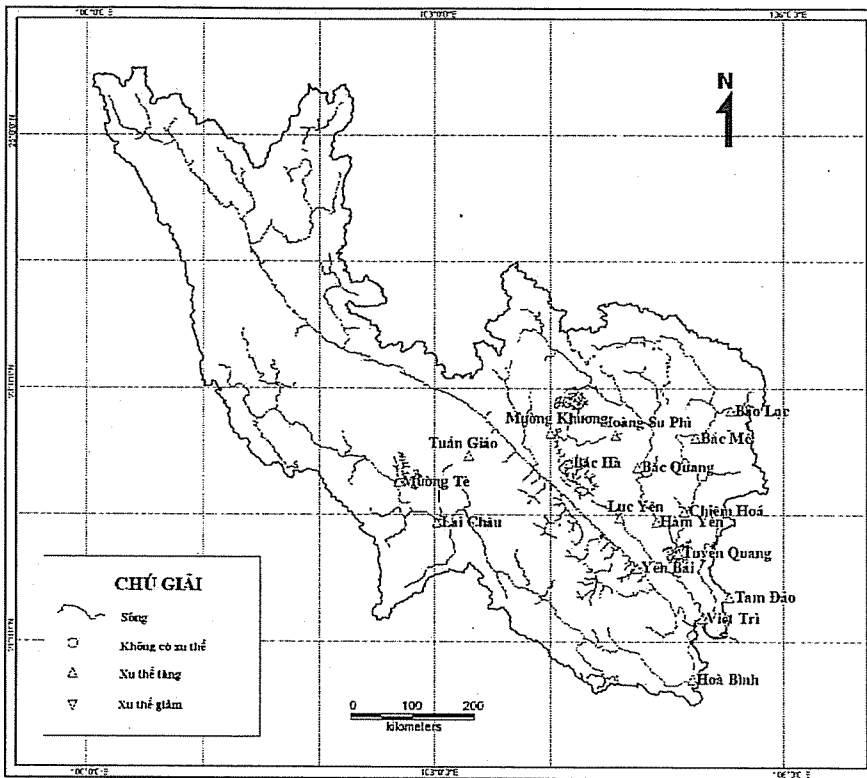 N
Mường Khương
Hoàng Su Phì
Bảo Lạc
Bắc Mê
Tuần Giáo
Bắc Hà
Bắc Quang
Mường Tè
Lai Châu
Lục Yên
Chiêm Hoá
Hàm Yên
Tuyên Quang
Yên Bái
Tam Đảo
Việt Trì
Hoà Bình
CHÚ GIẢI
Sông
Không có xu thế
Xu thế tăng
Xu thế giảm
0 100 200
kilometers